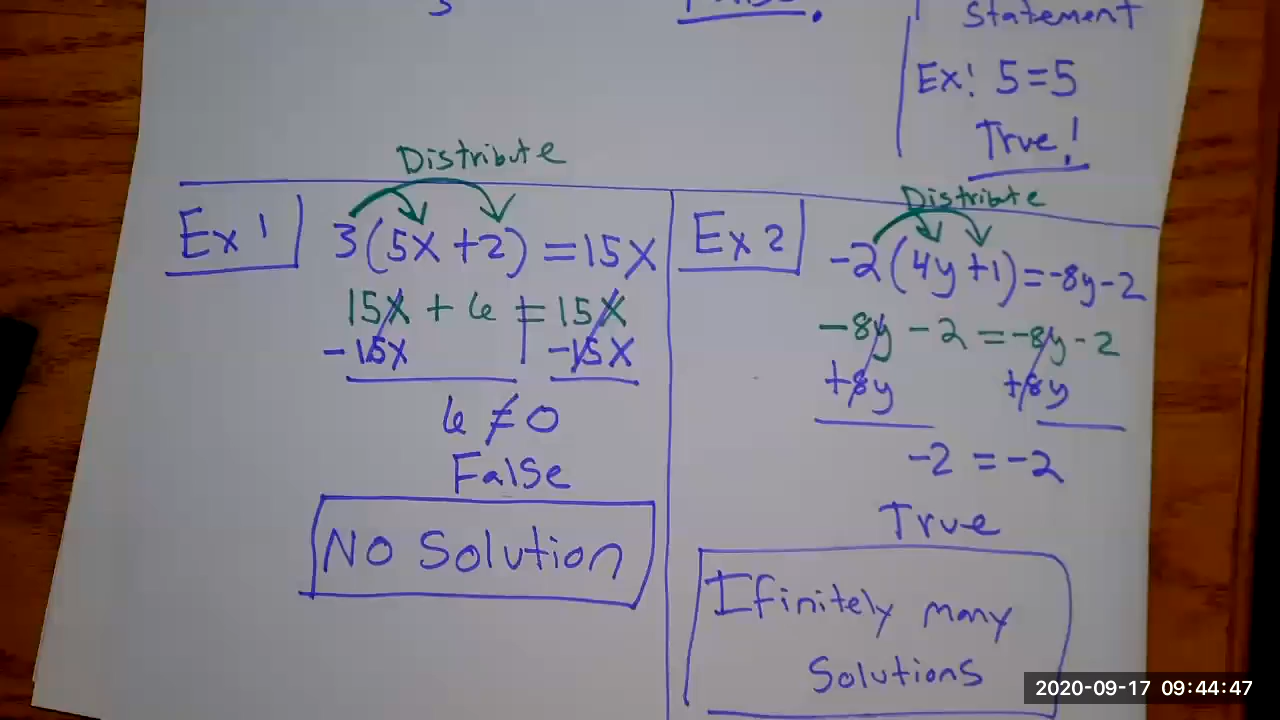 Statement
Ex! 5=5
True!
Distribute
Ex 1 3(5x+2)=15x
15x + 6 = 15x
-15x -15x
6 ≠ 0
False
No Solution
Distribute
Ex 2 -2(4y+1)=-8y-2
-8y - 2 = -8y - 2
+8y +8y
-2 = -2
True
Ifinitely many
Solutions
2020-09-17 09:44:47